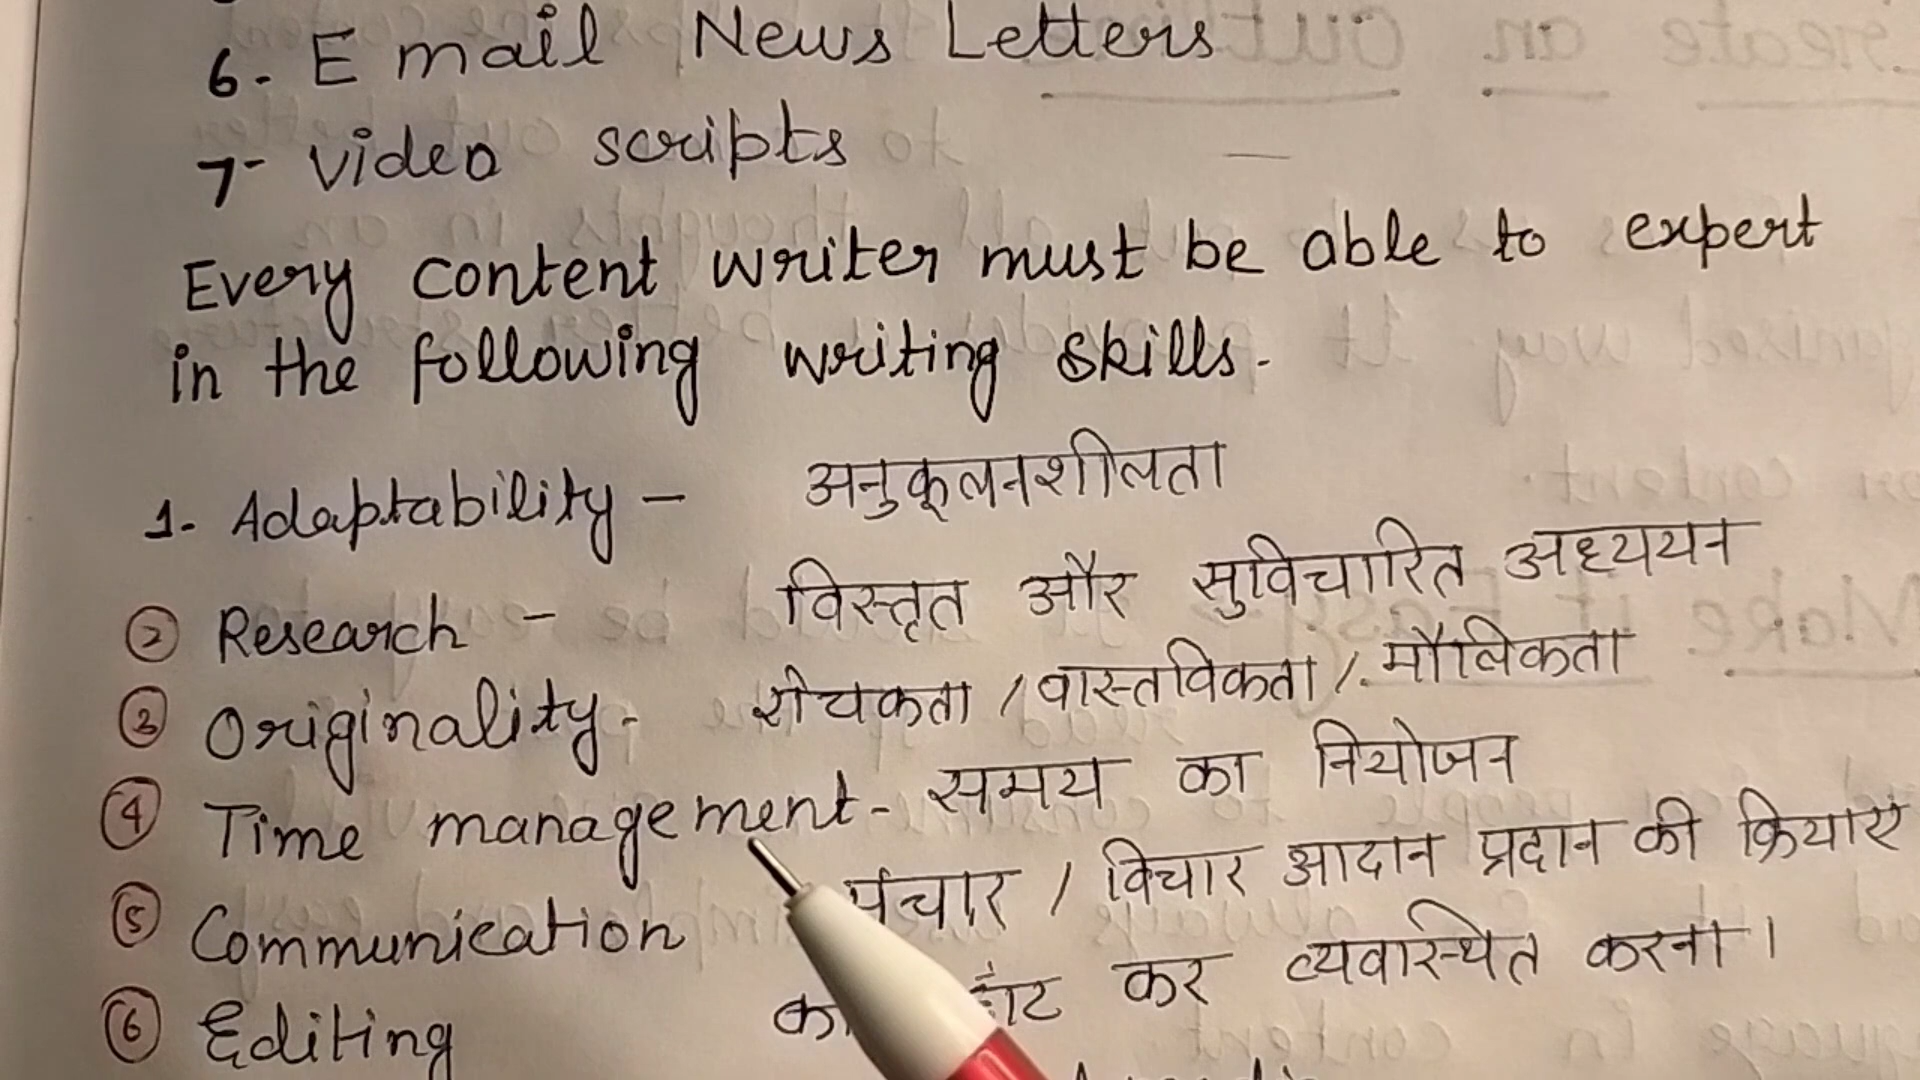 6. E mail News Letters
7- Video scripts
Every content writer must be able to expert
in the following writing skills.
1. Adaptability - अनुकूलनशीलता
② Research - विस्तृत और सुविचारित अध्ययन
③ Originality. रोचकता / वास्तविकता /. मौलिकता
④ Time management - समय का नियोजन
⑤ Communication संचार / विचार आदान प्रदान की क्रियाएं
⑥ Editing कर व्यवस्थित करना।